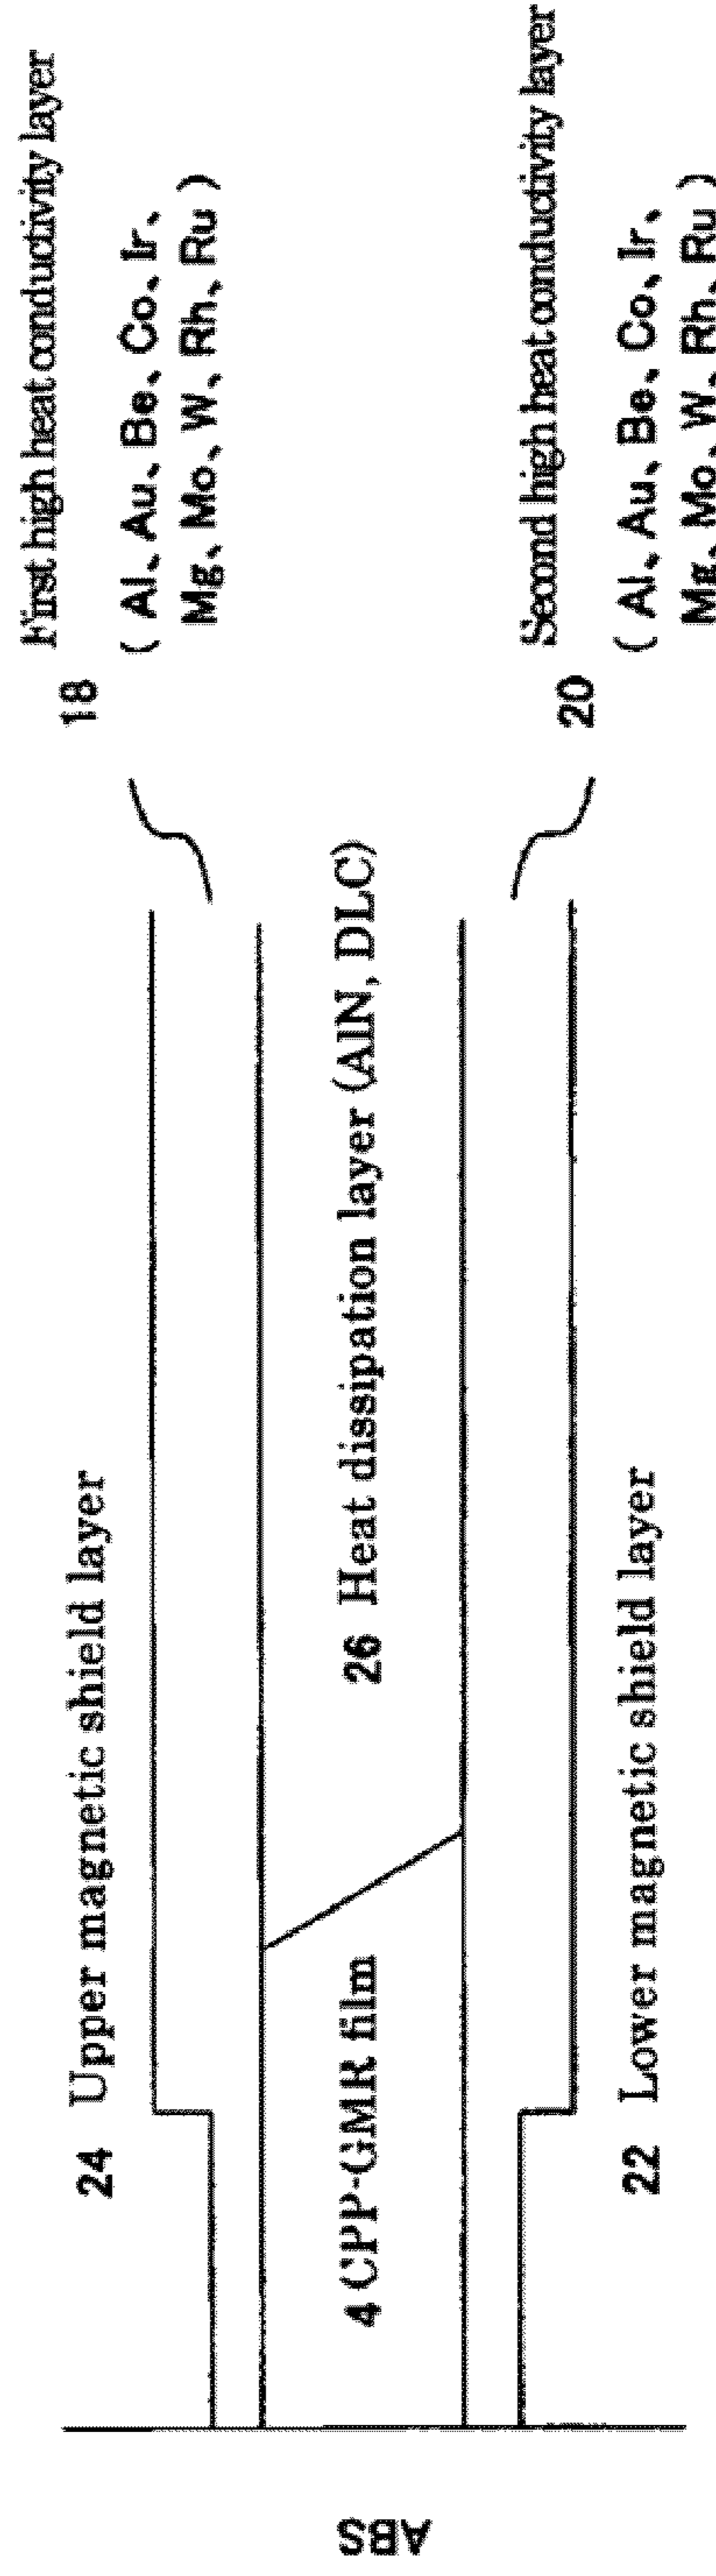 First high heat conductivity layer
18
( Al、Au、Be、Co、Ir、
Mg、Mo、W、Rh、Ru )
24 Upper magnetic shield layer
ABS
4 CPP-GMR film
26 Heat dissipation layer (AlN, DLC)
22 Lower magnetic shield layer
Second high heat conductivity layer
20
( Al、Au、Be、Co、Ir、
Mg、Mo、W、Rh、Ru )